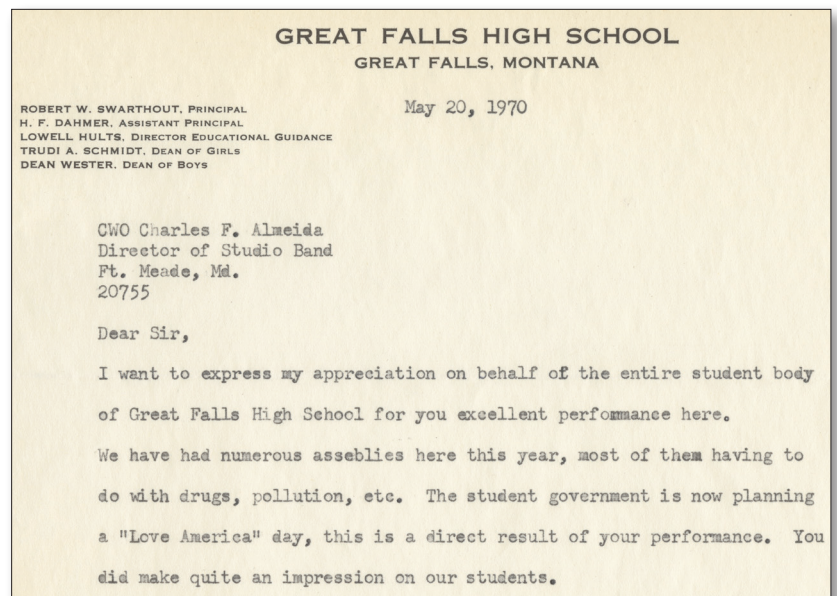 GREAT FALLS HIGH SCHOOL
GREAT FALLS, MONTANA
ROBERT W. SWARTHOUT, PRINCIPAL
H. F. DAHMER, ASSISTANT PRINCIPAL
LOWELL HULTS, DIRECTOR EDUCATIONAL GUIDANCE
TRUDI A. SCHMIDT, DEAN OF GIRLS
DEAN WESTER, DEAN OF BOYS
May 20, 1970
CWO Charles F. Almeida
Director of Studio Band
Ft. Meade, Md.
20755
Dear Sir,
I want to express my appreciation on behalf of the entire student body
of Great Falls High School for you excellent perfommance here.
We have had numerous asseblies here this year, most of them having to
do with drugs, pollution, etc. The student government is now planning
a "Love America" day, this is a direct result of your performance. You
did make quite an impression on our students.